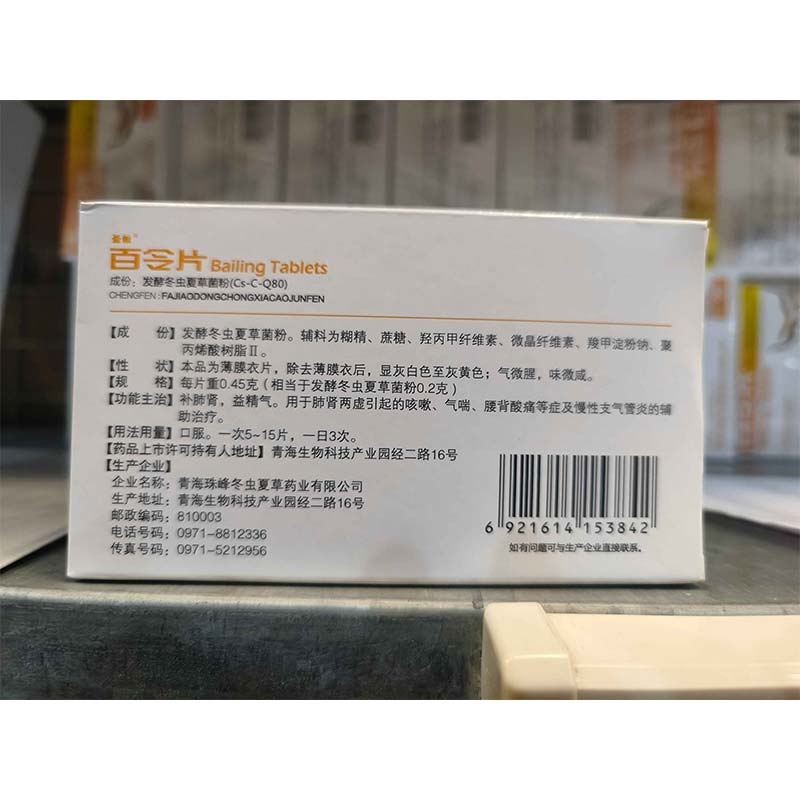 百令片 Bailing Tablets
成份：发酵冬虫夏草菌粉(Cs-C-Q80)
CHENGFEN：FAJIAODONGCHONGXIACAOJUNFEN
【成　份】发酵冬虫夏草菌粉。辅料为糊精、蔗糖、羟丙甲纤维素、微晶纤维素、羧甲淀粉钠、聚
丙烯酸树脂Ⅱ。
【性　状】本品为薄膜衣片，除去薄膜衣后，显灰白色至灰黄色；气微腥，味微咸。
【规　格】每片重0.45克（相当于发酵冬虫夏草菌粉0.2克）
【功能主治】补肺肾，益精气。用于肺肾两虚引起的咳嗽、气喘、腰背酸痛等症及慢性支气管炎的辅
助治疗。
【用法用量】口服。一次5~15片，一日3次。
【药品上市许可持有人地址】青海生物科技产业园经二路16号
【生产企业】
企业名称：青海珠峰冬虫夏草药业有限公司
生产地址：青海生物科技产业园经二路16号
邮政编码：810003
电话号码：0971-8812336
传真号码：0971-5212956
6 921614 153842
如有问题可与生产企业直接联系。